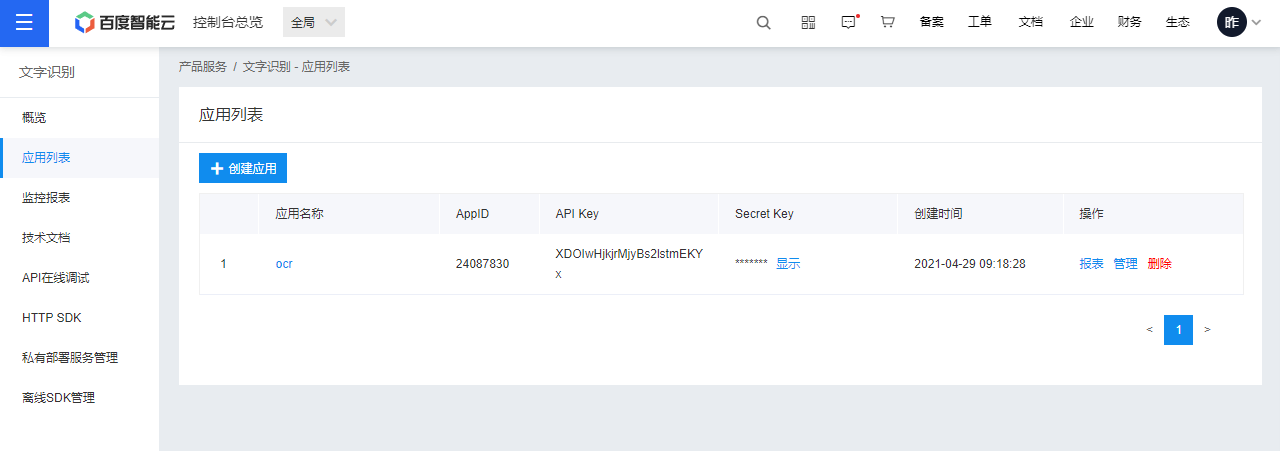 百度智能云 控制台总览 全局 备案 工单 文档 企业 财务 生态 昨
文字识别
产品服务 / 文字识别 - 应用列表
概览
应用列表
监控报表
技术文档
API在线调试
HTTP SDK
私有部署服务管理
离线SDK管理
应用列表
创建应用
应用名称 AppID API Key Secret Key 创建时间 操作
1 ocr 24087830 XDOIwHjkjrMjyBs2lstmEKY ******* 显示 2021-04-29 09:18:28 报表 管理 删除
x
< 1 >